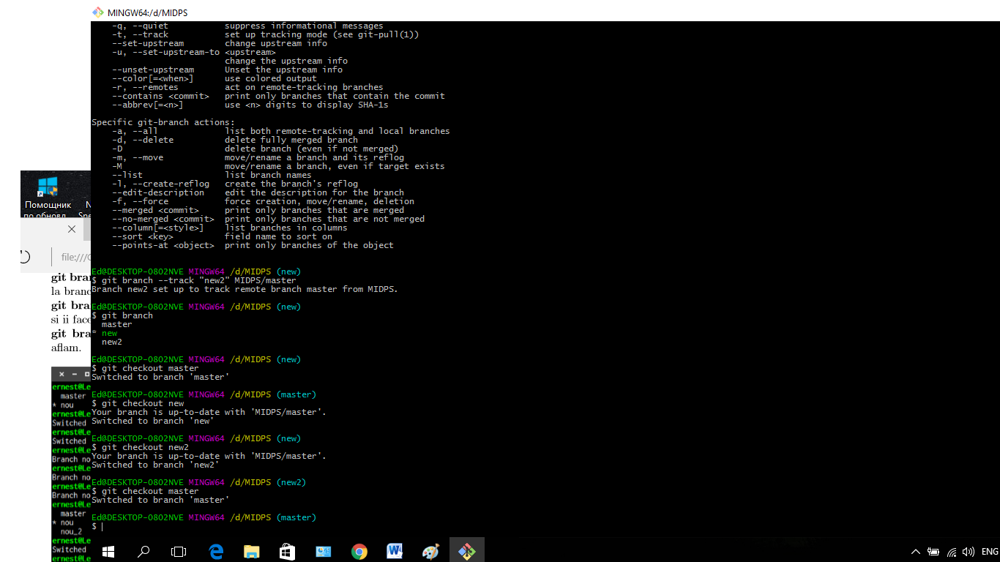 MINGW64:/d/MIDPS
-q, --quiet suppress informational messages
-t, --track set up tracking mode (see git-pull(1))
--set-upstream change upstream info
-u, --set-upstream-to <upstream>
change the upstream info
--unset-upstream Unset the upstream info
--color[=<when>] use colored output
-r, --remotes act on remote-tracking branches
--contains <commit> print only branches that contain the commit
--abbrev[=<n>] use <n> digits to display SHA-1s
Specific git-branch actions:
-a, --all list both remote-tracking and local branches
-d, --delete delete fully merged branch
-D delete branch (even if not merged)
-m, --move move/rename a branch and its reflog
-M move/rename a branch, even if target exists
--list list branch names
-l, --create-reflog create the branch's reflog
--edit-description edit the description for the branch
-f, --force force creation, move/rename, deletion
--merged <commit> print only branches that are merged
--no-merged <commit> print only branches that are not merged
--column[=<style>] list branches in columns
--sort <key> field name to sort on
--points-at <object> print only branches of the object
Ed@DESKTOP-O802NVE MINGW64 /d/MIDPS (new)
$ git branch --track "new2" MIDPS/master
Branch new2 set up to track remote branch master from MIDPS.
Ed@DESKTOP-O802NVE MINGW64 /d/MIDPS (new)
$ git branch
master
* new
new2
Ed@DESKTOP-O802NVE MINGW64 /d/MIDPS (new)
$ git checkout master
Switched to branch 'master'
Ed@DESKTOP-O802NVE MINGW64 /d/MIDPS (master)
$ git checkout new
Your branch is up-to-date with 'MIDPS/master'.
Switched to branch 'new'
Ed@DESKTOP-O802NVE MINGW64 /d/MIDPS (new)
$ git checkout new2
Your branch is up-to-date with 'MIDPS/master'.
Switched to branch 'new2'
Ed@DESKTOP-O802NVE MINGW64 /d/MIDPS (new2)
$ git checkout master
Switched to branch 'master'
Ed@DESKTOP-O802NVE MINGW64 /d/MIDPS (master)
$
Помощник
по обновл
file:///
git bra
la branc
git bra
si ii face
git bra
aflam.
ernest@Le
master
* nou
ernest@Le
Switched
ernest@Le
Switched
ernest@Le
Branch no
ernest@Le
Branch no
ernest@Le
Branch no
ernest@Le
master
* nou
nou_2
ernest@Le
Switched
ernest@Le
ENG